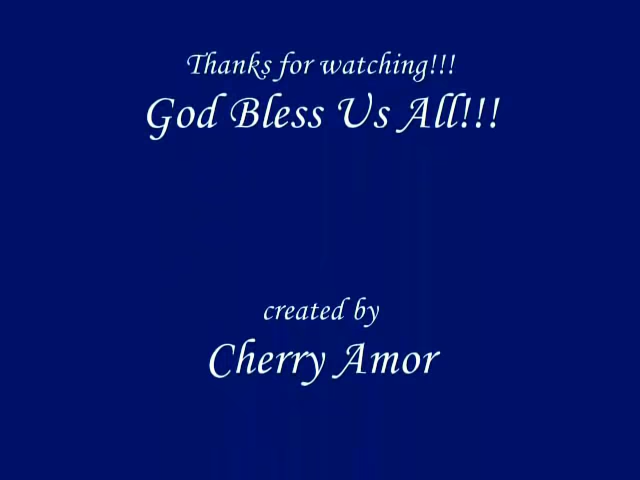 Thanks for watching!!!
God Bless Us All!!!
created by
Cherry Amor